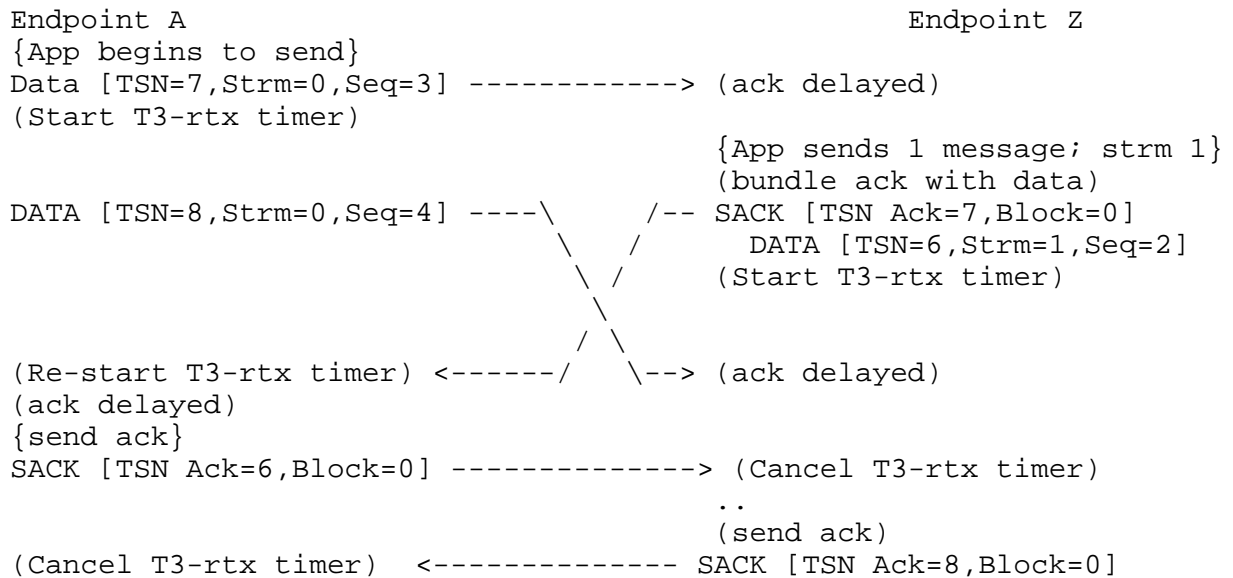 Endpoint A                                            Endpoint Z
{App begins to send}
Data [TSN=7,Strm=0,Seq=3] ------------> (ack delayed)
(Start T3-rtx timer)
                                        {App sends 1 message; strm 1}
                                        (bundle ack with data)
DATA [TSN=8,Strm=0,Seq=4] ----\     /-- SACK [TSN Ack=7,Block=0]
                               \   /      DATA [TSN=6,Strm=1,Seq=2]
                                \ /     (Start T3-rtx timer)
                                 \
                                / \
(Re-start T3-rtx timer) <------/   \--> (ack delayed)
(ack delayed)
{send ack}
SACK [TSN Ack=6,Block=0] --------------> (Cancel T3-rtx timer)
                                        ..
                                        (send ack)
(Cancel T3-rtx timer)  <-------------- SACK [TSN Ack=8,Block=0]